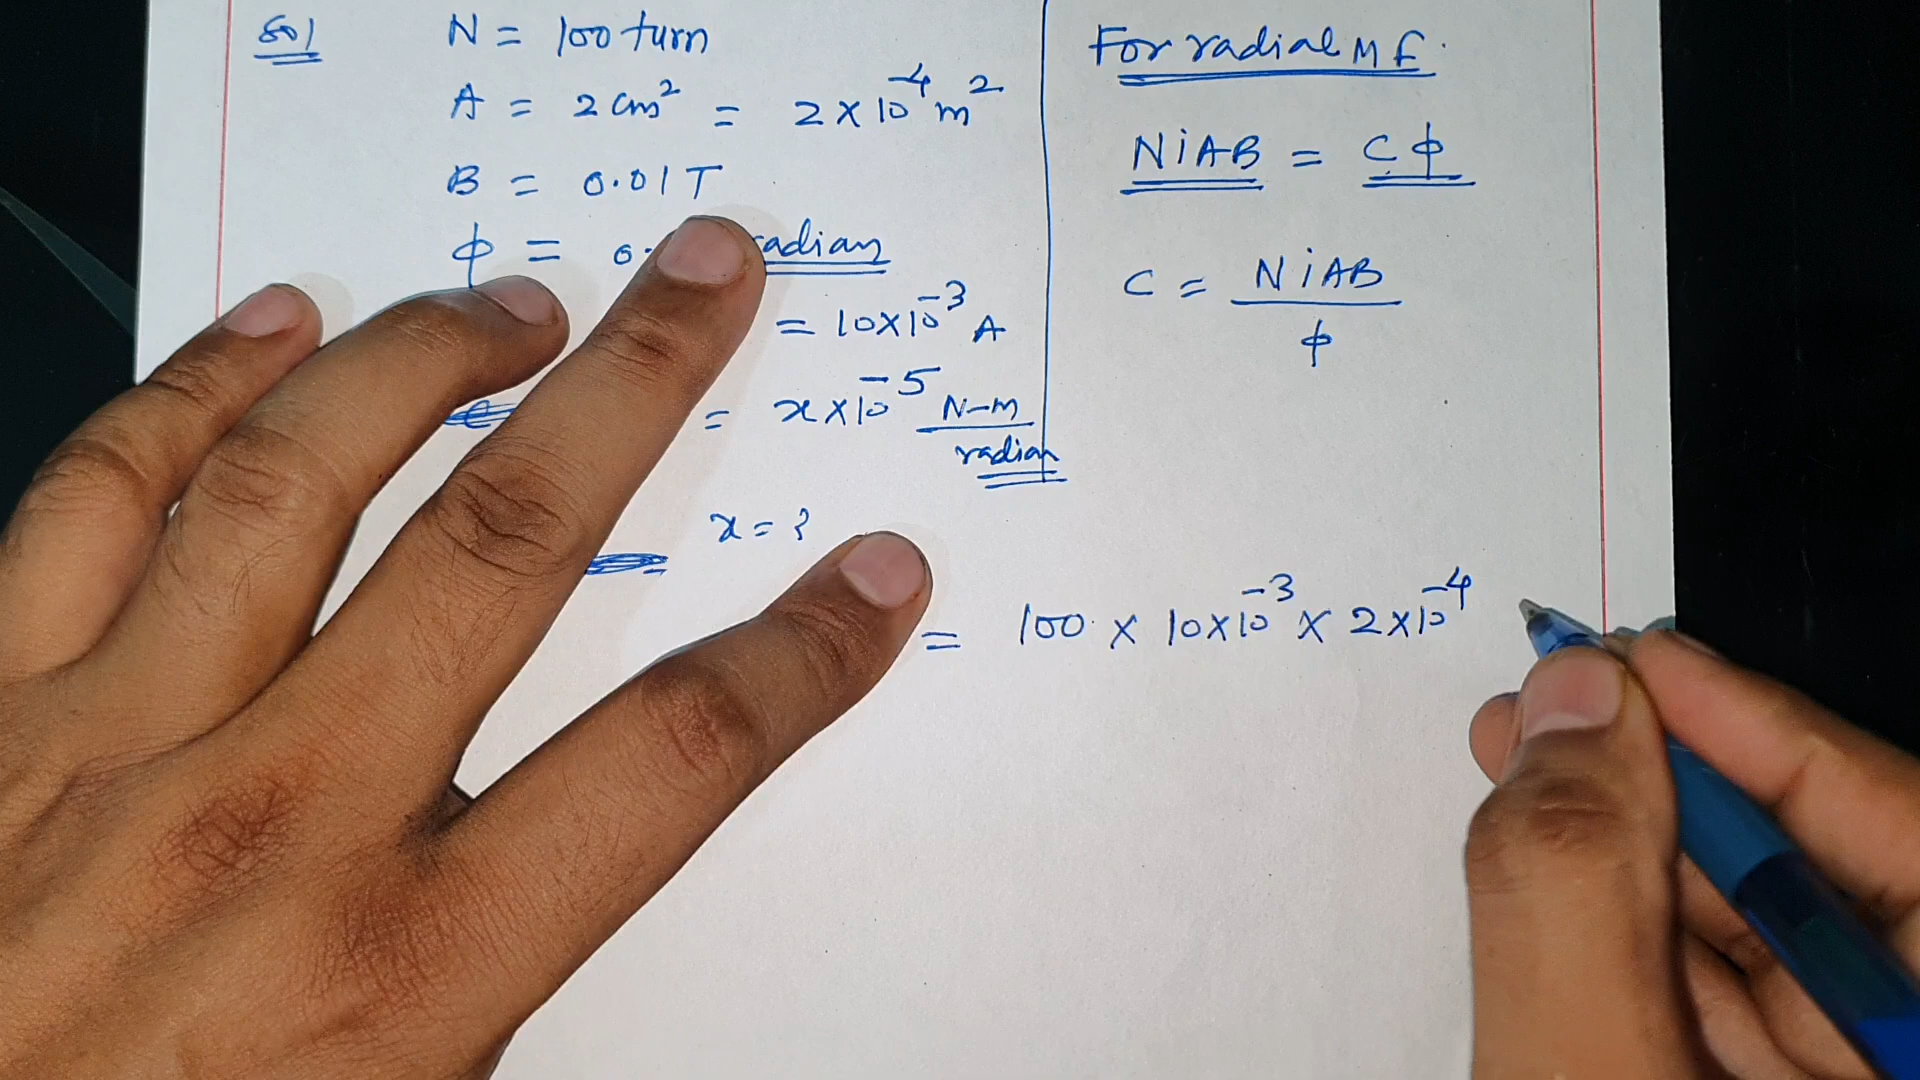 Sol
N = 100 turn
A = 2 cm² = 2 × 10⁻⁴ m²
B = 0.01 T
ϕ = 0. radian
= 10×10⁻³ A
= x×10⁻⁵ N-m
radian
x = ?
For radial M F.
NiAB = Cϕ
C = NiAB
ϕ
= 100 × 10×10⁻³ × 2×10⁻⁴